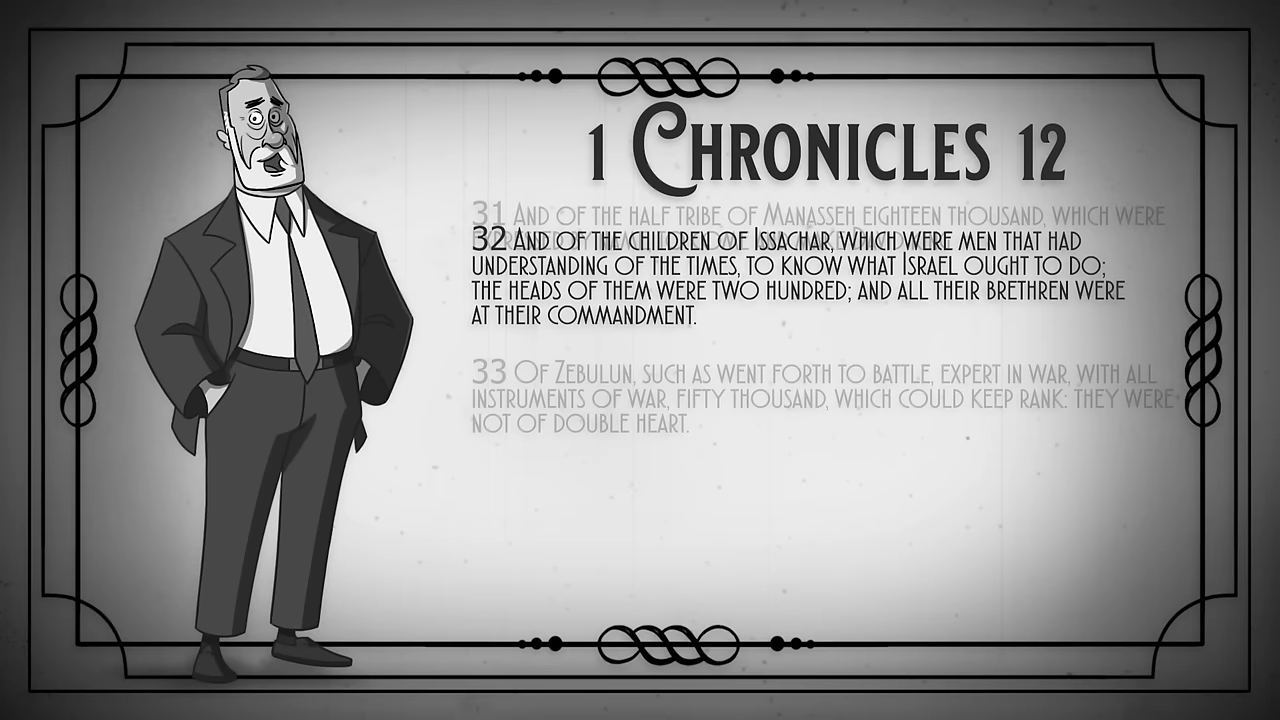 1 Chronicles 12
31 And of the half tribe of Manasseh eighteen thousand, which were
32 And of the children of Issachar, which were men that had
understanding of the times, to know what Israel ought to do;
the heads of them were two hundred; and all their brethren were
at their commandment.
33 Of Zebulun, such as went forth to battle, expert in war, with all
instruments of war, fifty thousand, which could keep rank: they were
not of double heart.